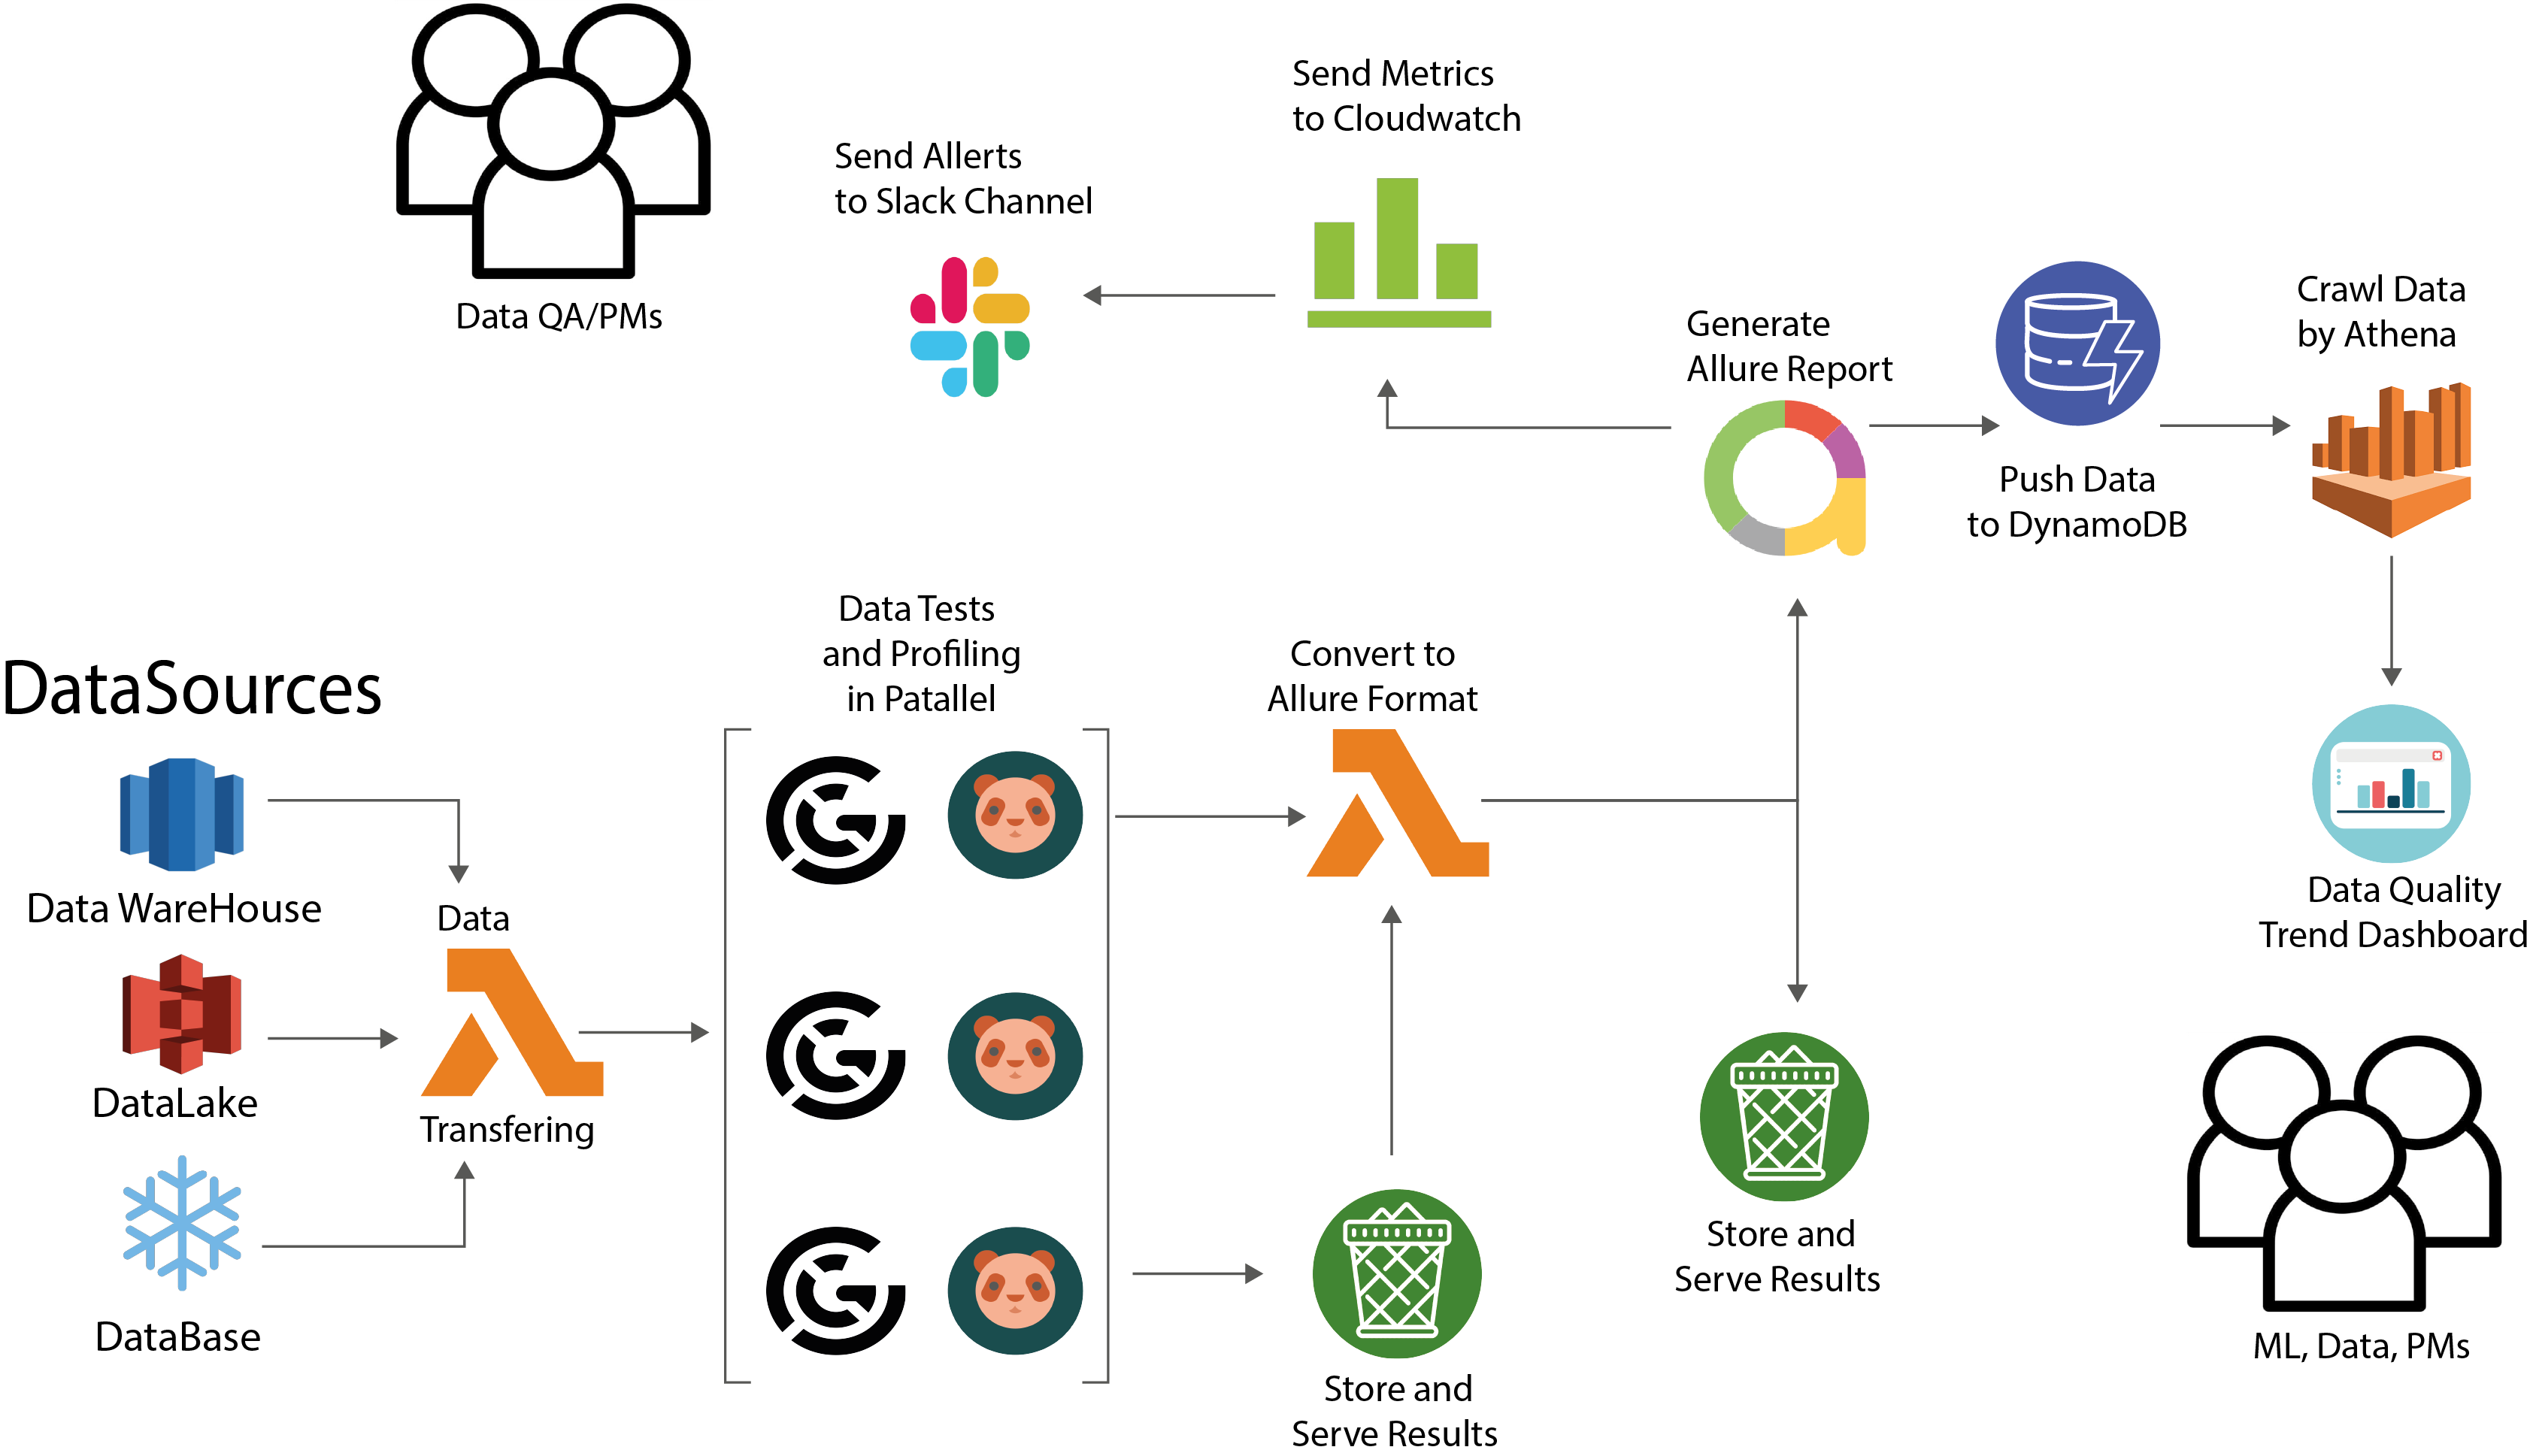 Data QA/PMs
Send Allerts
to Slack Channel
Send Metrics
to Cloudwatch
Generate
Allure Report
Push Data
to DynamoDB
Crawl Data
by Athena
Data Quality
Trend Dashboard
DataSources
Data WareHouse
DataLake
DataBase
Data
Transfering
Data Tests
and Profiling
in Patallel
Convert to
Allure Format
Store and
Serve Results
Store and
Serve Results
ML, Data, PMs